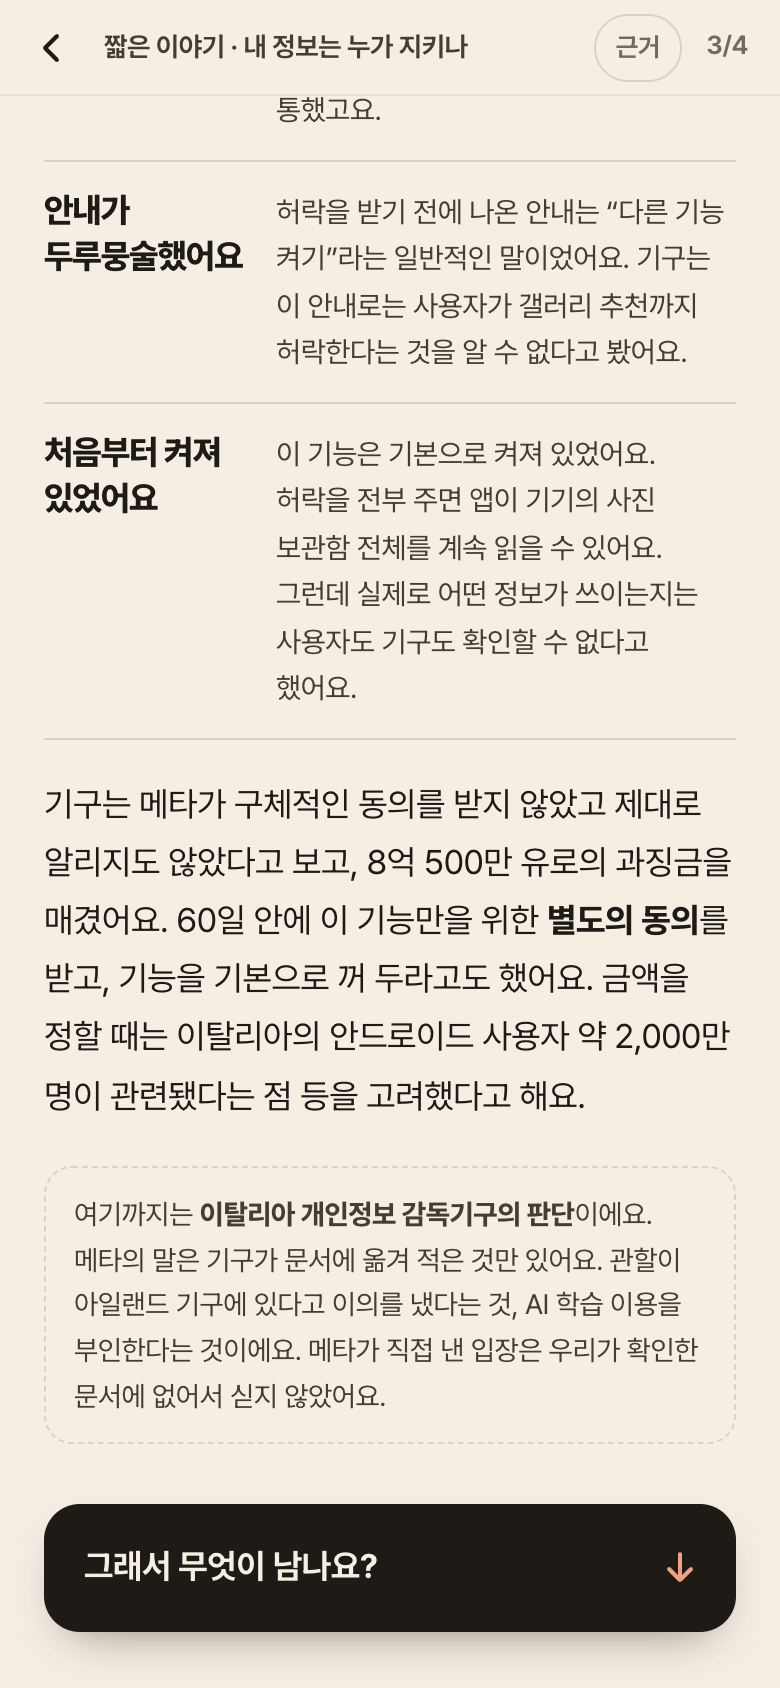 짧은 이야기 · 내 정보는 누가 지키나
근거
3/4
통했고요.
안내가
두루뭉술했어요
허락을 받기 전에 나온 안내는 “다른 기능
켜기”라는 일반적인 말이었어요. 기구는
이 안내로는 사용자가 갤러리 추천까지
허락한다는 것을 알 수 없다고 봤어요.
처음부터 켜져
있었어요
이 기능은 기본으로 켜져 있었어요.
허락을 전부 주면 앱이 기기의 사진
보관함 전체를 계속 읽을 수 있어요.
그런데 실제로 어떤 정보가 쓰이는지는
사용자도 기구도 확인할 수 없다고
했어요.
기구는 메타가 구체적인 동의를 받지 않았고 제대로
알리지도 않았다고 보고, 8억 500만 유로의 과징금을
매겼어요. 60일 안에 이 기능만을 위한 별도의 동의를
받고, 기능을 기본으로 꺼 두라고도 했어요. 금액을
정할 때는 이탈리아의 안드로이드 사용자 약 2,000만
명이 관련됐다는 점 등을 고려했다고 해요.
여기까지는 이탈리아 개인정보 감독기구의 판단이에요.
메타의 말은 기구가 문서에 옮겨 적은 것만 있어요. 관할이
아일랜드 기구에 있다고 이의를 냈다는 것, AI 학습 이용을
부인한다는 것이에요. 메타가 직접 낸 입장은 우리가 확인한
문서에 없어서 싣지 않았어요.
그래서 무엇이 남나요?